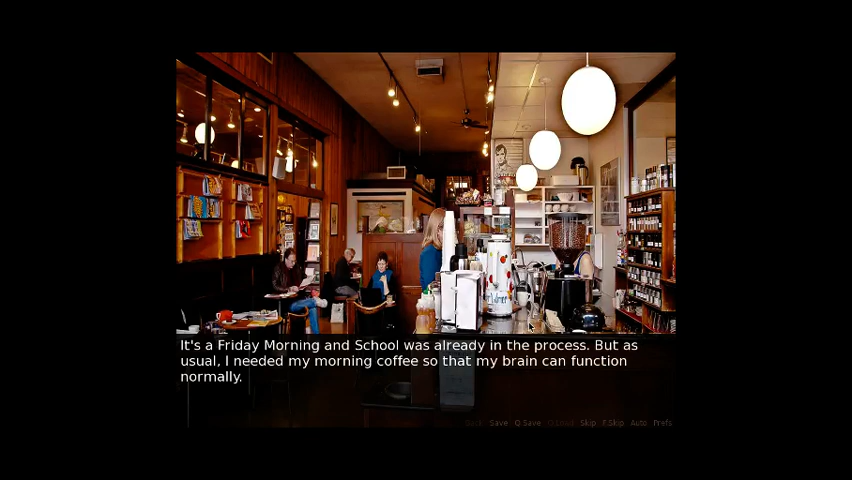 It's a Friday Morning and School was already in the process. But as
usual, I needed my morning coffee so that my brain can function
normally.
Back Save Q.Save Q.Load Skip F.Skip Auto Prefs